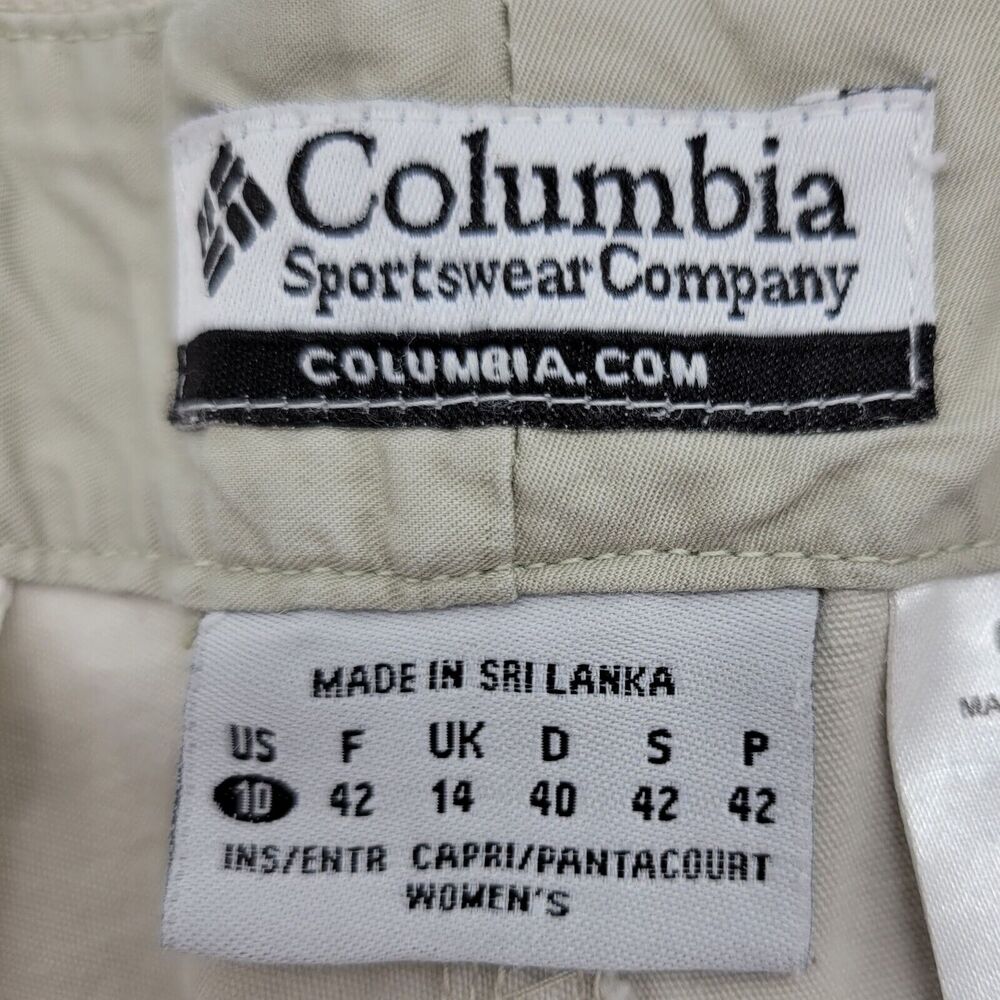 Columbia
Sportswear Company
COLUMBIA.COM
MADE IN SRI LANKA
US F UK D S P
10 42 14 40 42 42
INS/ENTR CAPRI/PANTACOURT
WOMEN'S
MA